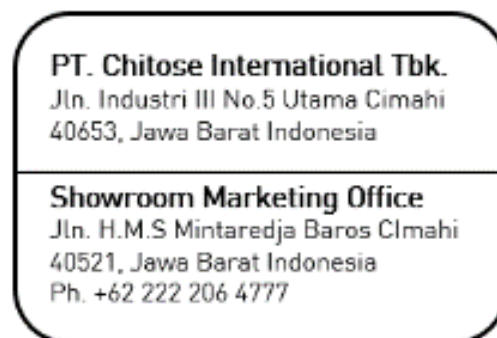 PT. Chitose International Tbk.
Jln. Industri III No.5 Utama Cimahi
40653, Jawa Barat Indonesia
Showroom Marketing Office
Jln. H.M.S Mintaredja Baros CImahi
40521, Jawa Barat Indonesia
Ph. +62 222 206 4777